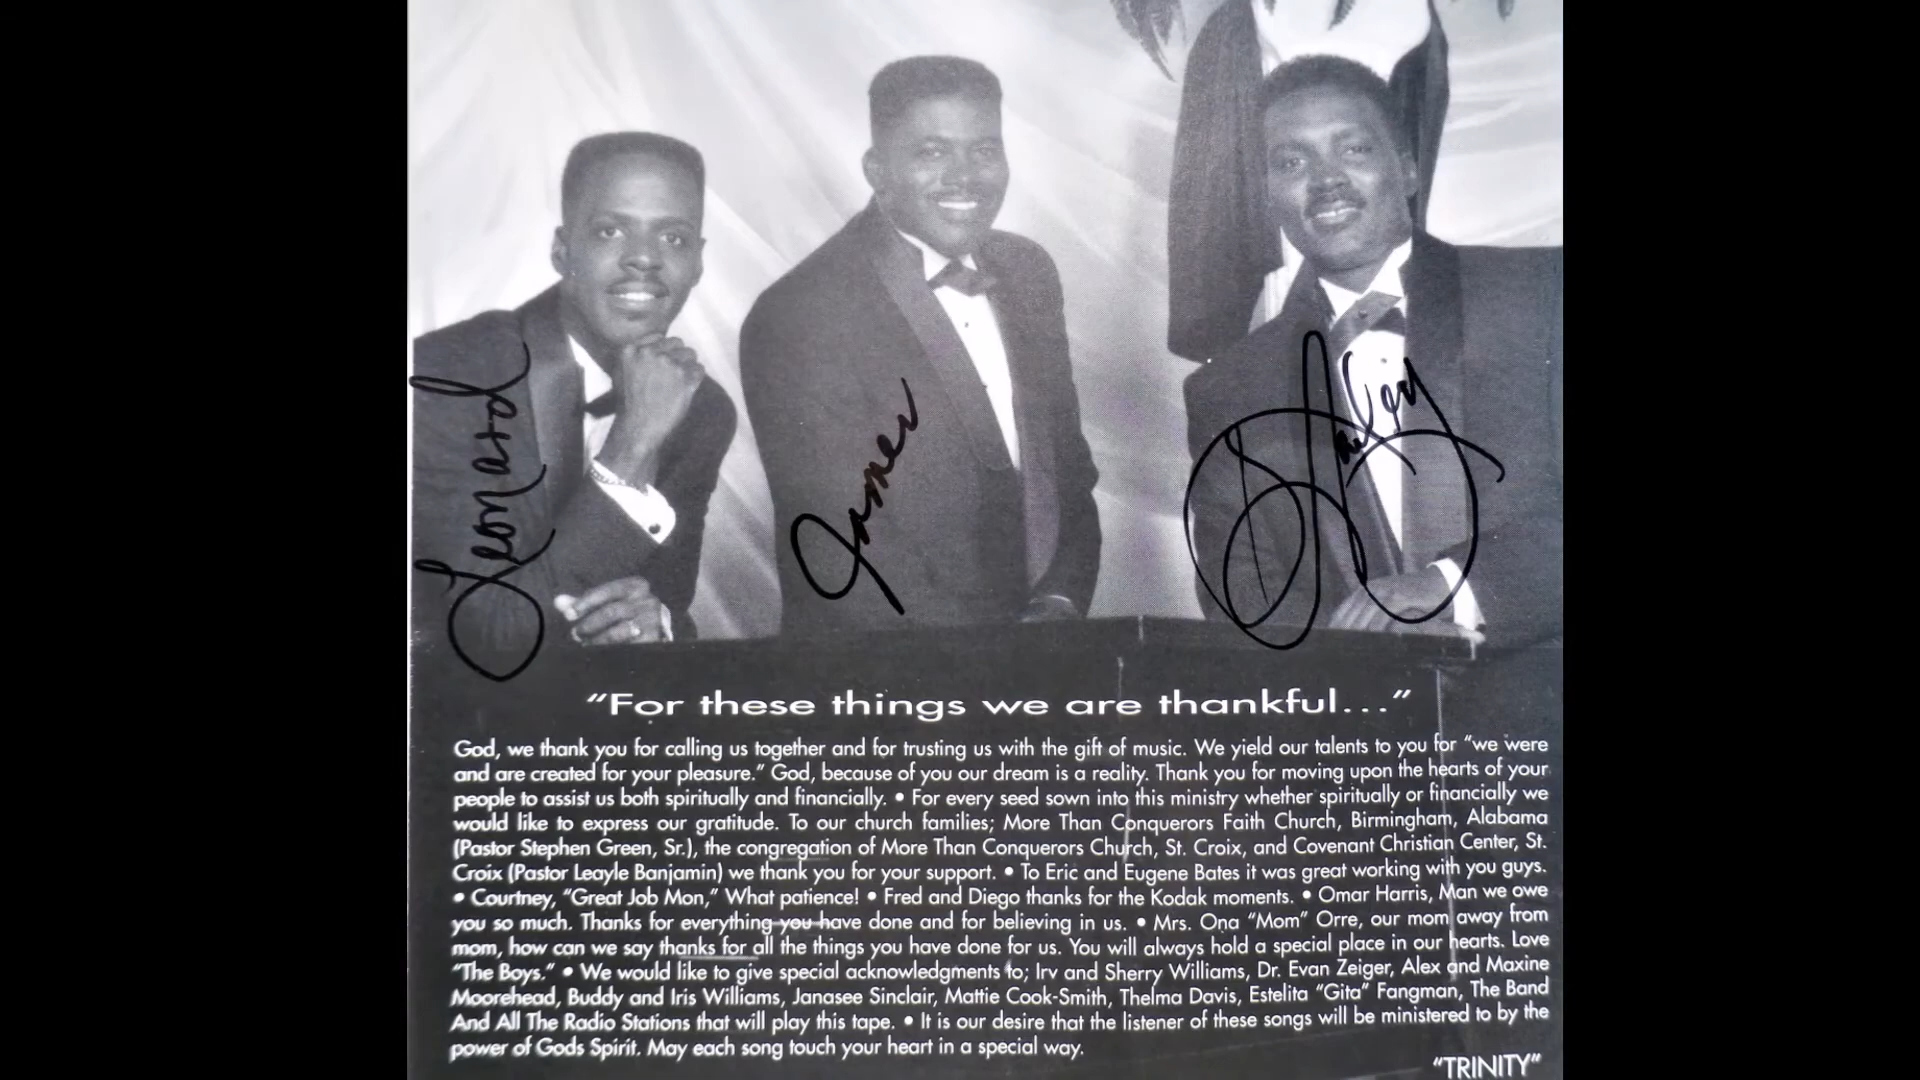 Leonard
James
Stanley
“For these things we are thankful...”
God, we thank you for calling us together and for trusting us with the gift of music. We yield our talents to you for “we were
and are created for your pleasure.” God, because of you our dream is a reality. Thank you for moving upon the hearts of your
people to assist us both spiritually and financially. • For every seed sown into this ministry whether spiritually or financially we
would like to express our gratitude. To our church families; More Than Conquerors Faith Church, Birmingham, Alabama
(Pastor Stephen Green, Sr.), the congregation of More Than Conquerors Church, St. Croix, and Covenant Christian Center, St.
Croix (Pastor Leayle Banjamin) we thank you for your support. • To Eric and Eugene Bates it was great working with you guys.
• Courtney, “Great Job Mon,” What patience! • Fred and Diego thanks for the Kodak moments. • Omar Harris, Man we owe
you so much. Thanks for everything you have done and for believing in us. • Mrs. Ona “Mom” Orre, our mom away from
mom, how can we say thanks for all the things you have done for us. You will always hold a special place in our hearts. Love
“The Boys.” • We would like to give special acknowledgments to; Irv and Sherry Williams, Dr. Evan Zeiger, Alex and Maxine
Moorehead, Buddy and Iris Williams, Janasee Sinclair, Mattie Cook-Smith, Thelma Davis, Estelita “Gita” Fangman, The Band
And All The Radio Stations that will play this tape. • It is our desire that the listener of these songs will be ministered to by the
power of Gods Spirit. May each song touch your heart in a special way.
“TRINITY”